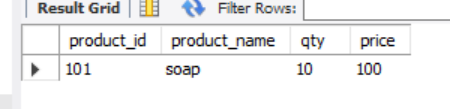 Result Grid Filter Rows:
product_id product_name qty price
101 soap 10 100